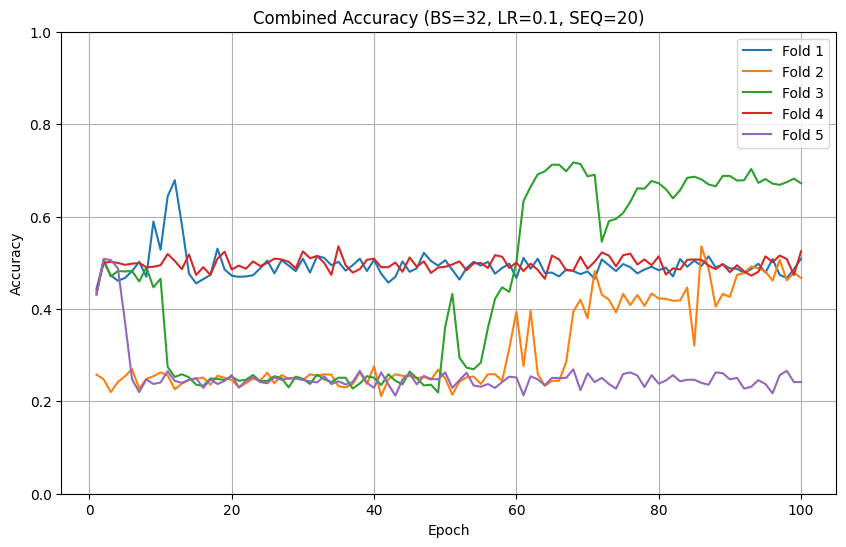 Combined Accuracy (BS=32, LR=0.1, SEQ=20)
1.0
0.8
0.6
0.4
0.2
0.0
Accuracy
Fold 1
Fold 2
Fold 3
Fold 4
Fold 5
0 20 40 60 80 100
Epoch